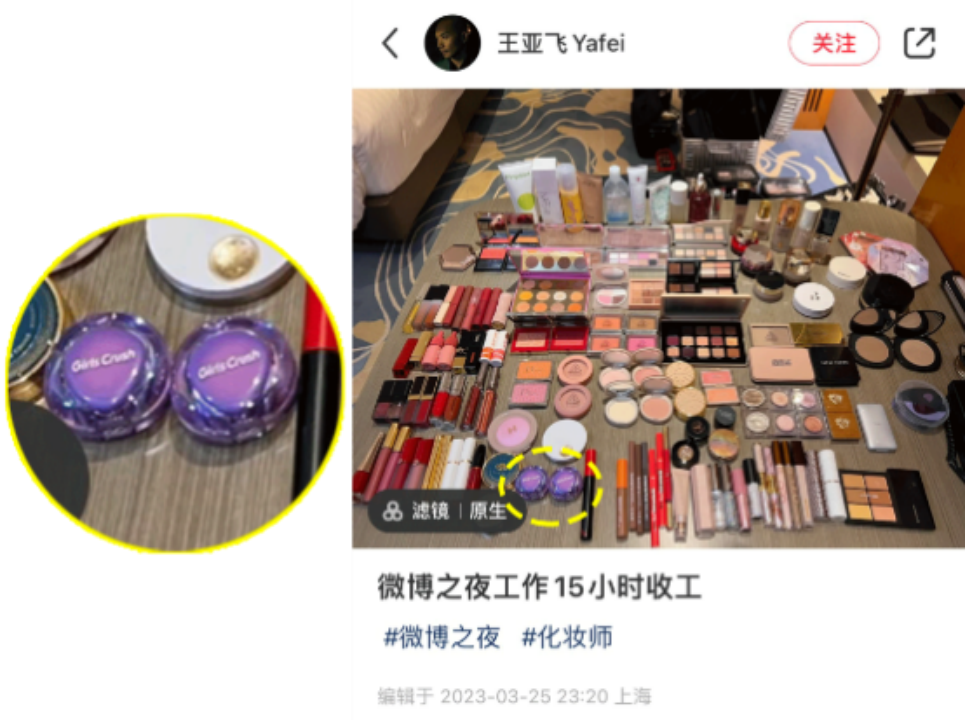 王亚飞 Yafei
关注
Girls Crush
Girls Crush
滤镜 | 原生
微博之夜工作 15 小时收工
#微博之夜 #化妆师
编辑于 2023-03-25 23:20 上海